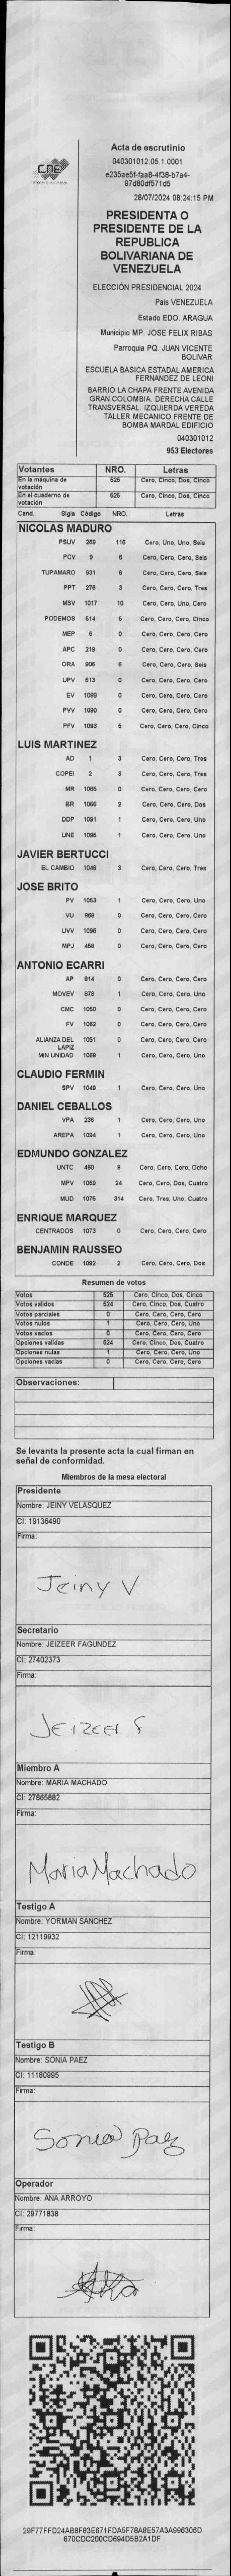 CNE
Acta de escrutinio
040301012.05.1.0001
e235ae5f-faa8-4f38-b7a4-
97d80df571d5
28/07/2024 08:24:15 PM
PRESIDENTA O
PRESIDENTE DE LA
REPUBLICA
BOLIVARIANA DE
VENEZUELA
ELECCIÓN PRESIDENCIAL 2024
Pais VENEZUELA
Estado EDO. ARAGUA
Municipio MP. JOSE FELIX RIBAS
Parroquia PQ. JUAN VICENTE
BOLIVAR
ESCUELA BASICA ESTADAL AMERICA
FERNANDEZ DE LEONI
BARRIO LA CHAPA FRENTE AVENIDA
GRAN COLOMBIA. DERECHA CALLE
TRANSVERSAL. IZQUIERDA VEREDA
TALLER MECANICO FRENTE DE
BOMBA MARDAL EDIFICIO
040301012
953 Electores
Votantes NRO. Letras
En la máquina de votación 525 Cero, Cinco, Dos, Cinco
En el cuaderno de votación 525 Cero, Cinco, Dos, Cinco
Cand. Sigla Código NRO. Letras
NICOLAS MADURO
PSUV 269 116 Cero, Uno, Uno, Seis
PCV 9 6 Cero, Cero, Cero, Seis
TUPAMARO 931 6 Cero, Cero, Cero, Seis
PPT 276 3 Cero, Cero, Cero, Tres
MSV 1017 10 Cero, Cero, Uno, Cero
PODEMOS 514 5 Cero, Cero, Cero, Cinco
MEP 6 0 Cero, Cero, Cero, Cero
APC 219 0 Cero, Cero, Cero, Cero
ORA 906 6 Cero, Cero, Cero, Seis
UPV 513 0 Cero, Cero, Cero, Cero
EV 1089 0 Cero, Cero, Cero, Cero
PVV 1090 0 Cero, Cero, Cero, Cero
PFV 1093 5 Cero, Cero, Cero, Cinco
LUIS MARTINEZ
AD 1 3 Cero, Cero, Cero, Tres
COPEI 2 3 Cero, Cero, Cero, Tres
MR 1065 0 Cero, Cero, Cero, Cero
BR 1066 2 Cero, Cero, Cero, Dos
DDP 1091 1 Cero, Cero, Cero, Uno
UNE 1095 1 Cero, Cero, Cero, Uno
JAVIER BERTUCCI
EL CAMBIO 1048 3 Cero, Cero, Cero, Tres
JOSE BRITO
PV 1053 1 Cero, Cero, Cero, Uno
VU 869 0 Cero, Cero, Cero, Cero
UVV 1096 0 Cero, Cero, Cero, Cero
MPJ 458 0 Cero, Cero, Cero, Cero
ANTONIO ECARRI
AP 814 0 Cero, Cero, Cero, Cero
MOVEV 878 1 Cero, Cero, Cero, Uno
CMC 1050 0 Cero, Cero, Cero, Cero
FV 1062 0 Cero, Cero, Cero, Cero
ALIANZA DEL LAPIZ 1051 0 Cero, Cero, Cero, Cero
MIN UNIDAD 1069 1 Cero, Cero, Cero, Uno
CLAUDIO FERMIN
SPV 1049 1 Cero, Cero, Cero, Uno
DANIEL CEBALLOS
VPA 236 1 Cero, Cero, Cero, Uno
AREPA 1094 1 Cero, Cero, Cero, Uno
EDMUNDO GONZALEZ
UNTC 460 8 Cero, Cero, Cero, Ocho
MPV 1069 24 Cero, Cero, Dos, Cuatro
MUD 1075 314 Cero, Tres, Uno, Cuatro
ENRIQUE MARQUEZ
CENTRADOS 1073 0 Cero, Cero, Cero, Cero
BENJAMIN RAUSSEO
CONDE 1092 2 Cero, Cero, Cero, Dos
Resumen de votos
Votos 525 Cero, Cinco, Dos, Cinco
Votos validos 524 Cero, Cinco, Dos, Cuatro
Votos parciales 0 Cero, Cero, Cero, Cero
Votos nulos 1 Cero, Cero, Cero, Uno
Votos vacios 0 Cero, Cero, Cero, Cero
Opciones validas 524 Cero, Cinco, Dos, Cuatro
Opciones nulas 1 Cero, Cero, Cero, Uno
Opciones vacias 0 Cero, Cero, Cero, Cero
Observaciones:
Se levanta la presente acta la cual firman en
señal de conformidad.
Miembros de la mesa electoral
Presidente
Nombre: JEINY VELASQUEZ
CI: 19136490
Firma:
Jeiny V
Secretario
Nombre: JEIZEER FAGUNDEZ
CI: 27402373
Firma:
Jeizeer F
Miembro A
Nombre: MARIA MACHADO
CI: 27865682
Firma:
Maria Machado
Testigo A
Nombre: YORMAN SANCHEZ
CI: 12119932
Firma:
Testigo B
Nombre: SONIA PAEZ
CI: 11180995
Firma:
Sonia Paez
Operador
Nombre: ANA ARROYO
CI: 29771838
Firma:
29F77FFD24AB8F83E871FDA5F78A8E57A3A996306D
670CDC200CD694D5B2A1DF